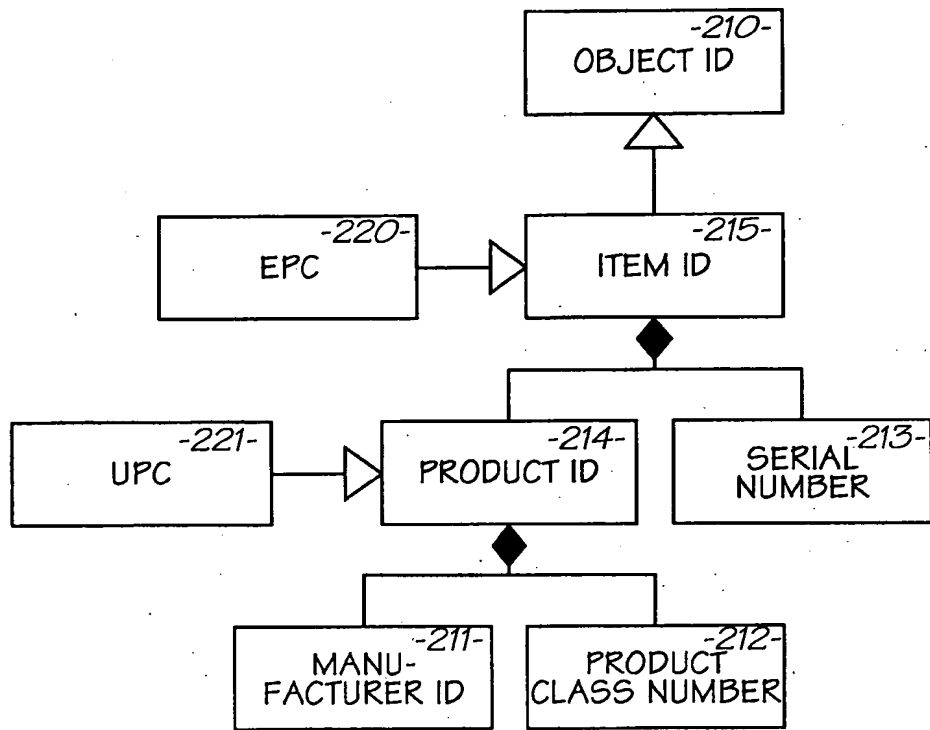 -210-
OBJECT ID
-220-
EPC
-215-
ITEM ID
-221-
UPC
-214-
PRODUCT ID
-213-
SERIAL
NUMBER
-211-
MANU-
FACTURER ID
-212-
PRODUCT
CLASS NUMBER